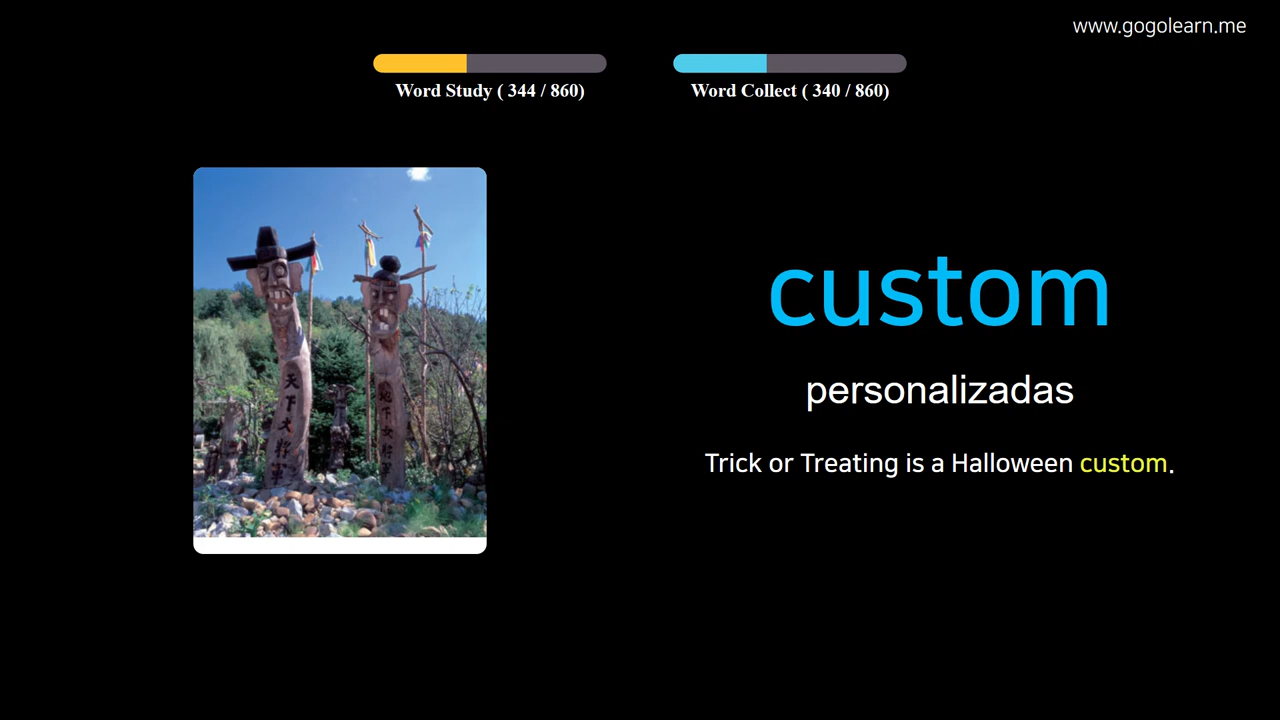 www.gogolearn.me
Word Study ( 344 / 860)
Word Collect ( 340 / 860)
custom
personalizadas
Trick or Treating is a Halloween custom.
天下大將軍
地下女將軍